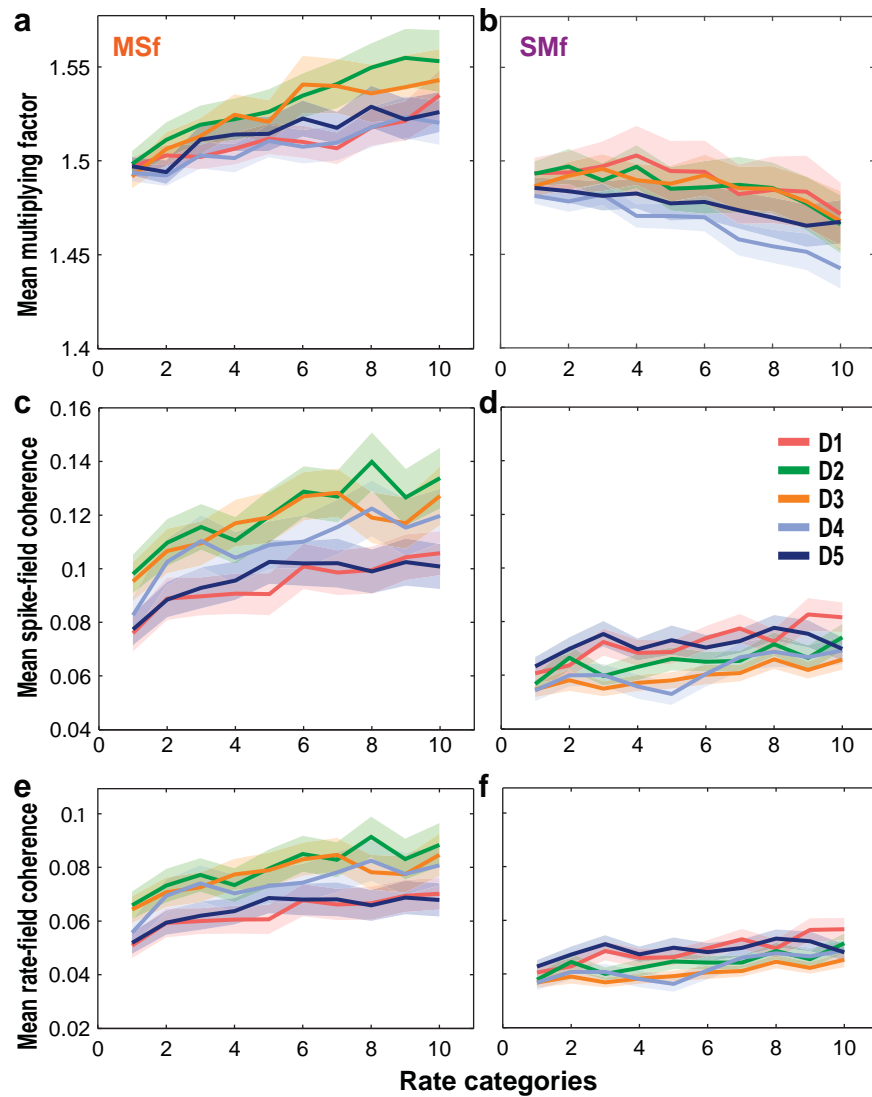 a
b
MSf
SMf
Mean multiplying factor
1.55
1.5
1.45
1.4
0 2 4 6 8 10
0 2 4 6 8 10
c
d
Mean spike-field coherence
0.16
0.14
0.12
0.1
0.08
0.06
0.04
D1
D2
D3
D4
D5
0 2 4 6 8 10
0 2 4 6 8 10
e
f
Mean rate-field coherence
0.1
0.08
0.06
0.04
0.02
0 2 4 6 8 10
0 2 4 6 8 10
Rate categories